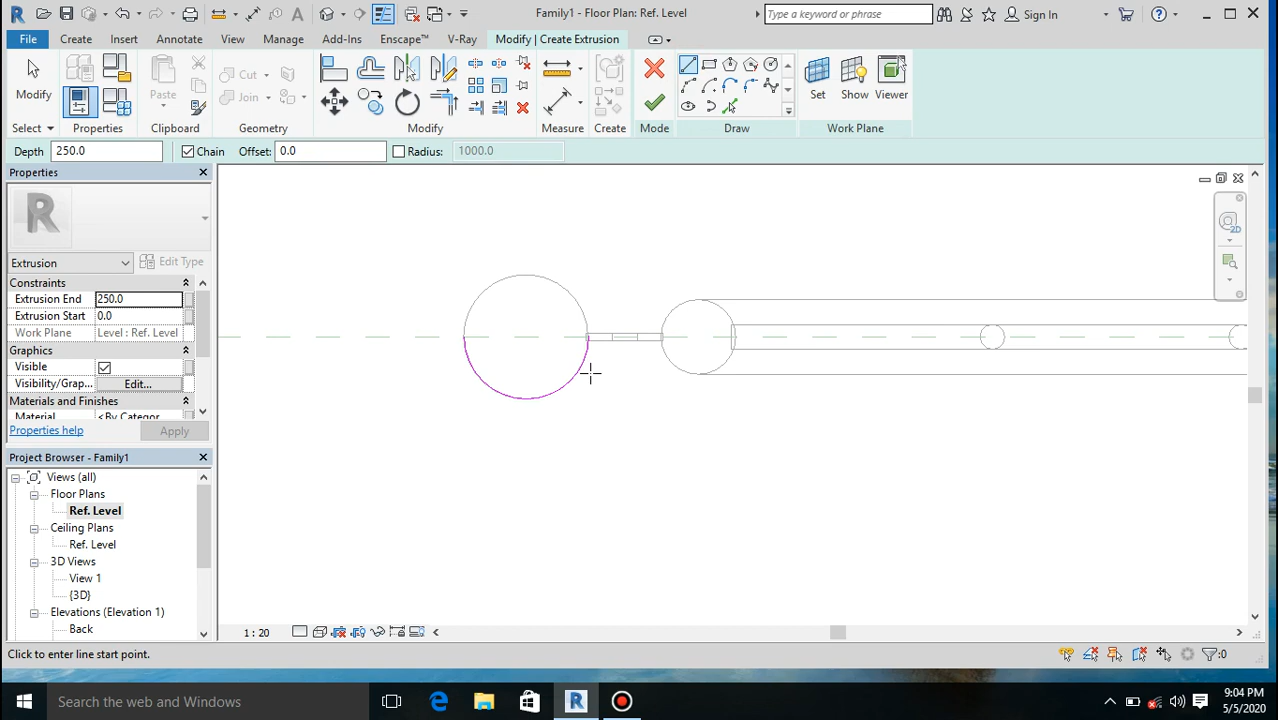 Family1 - Floor Plan: Ref. Level
Type a keyword or phrase
Sign In
File
Create
Insert
Annotate
View
Manage
Add-Ins
Enscape™
V-Ray
Modify | Create Extrusion
Modify
Paste
Cut
Join
Set
Show
Viewer
Select
Properties
Clipboard
Geometry
Modify
Measure
Create
Mode
Draw
Work Plane
Depth
250.0
Chain
Offset:
0.0
Radius:
1000.0
Properties
Extrusion
Edit Type
Constraints
Extrusion End
250.0
Extrusion Start
0.0
Work Plane
Level : Ref. Level
Graphics
Visible
Visibility/Grap...
Edit...
Materials and Finishes
Material
<By Categor
Properties help
Apply
Project Browser - Family1
Views (all)
Floor Plans
Ref. Level
Ceiling Plans
Ref. Level
3D Views
View 1
{3D}
Elevations (Elevation 1)
Back
2D
1 : 20
Click to enter line start point.
:0
Search the web and Windows
9:04 PM
5/5/2020